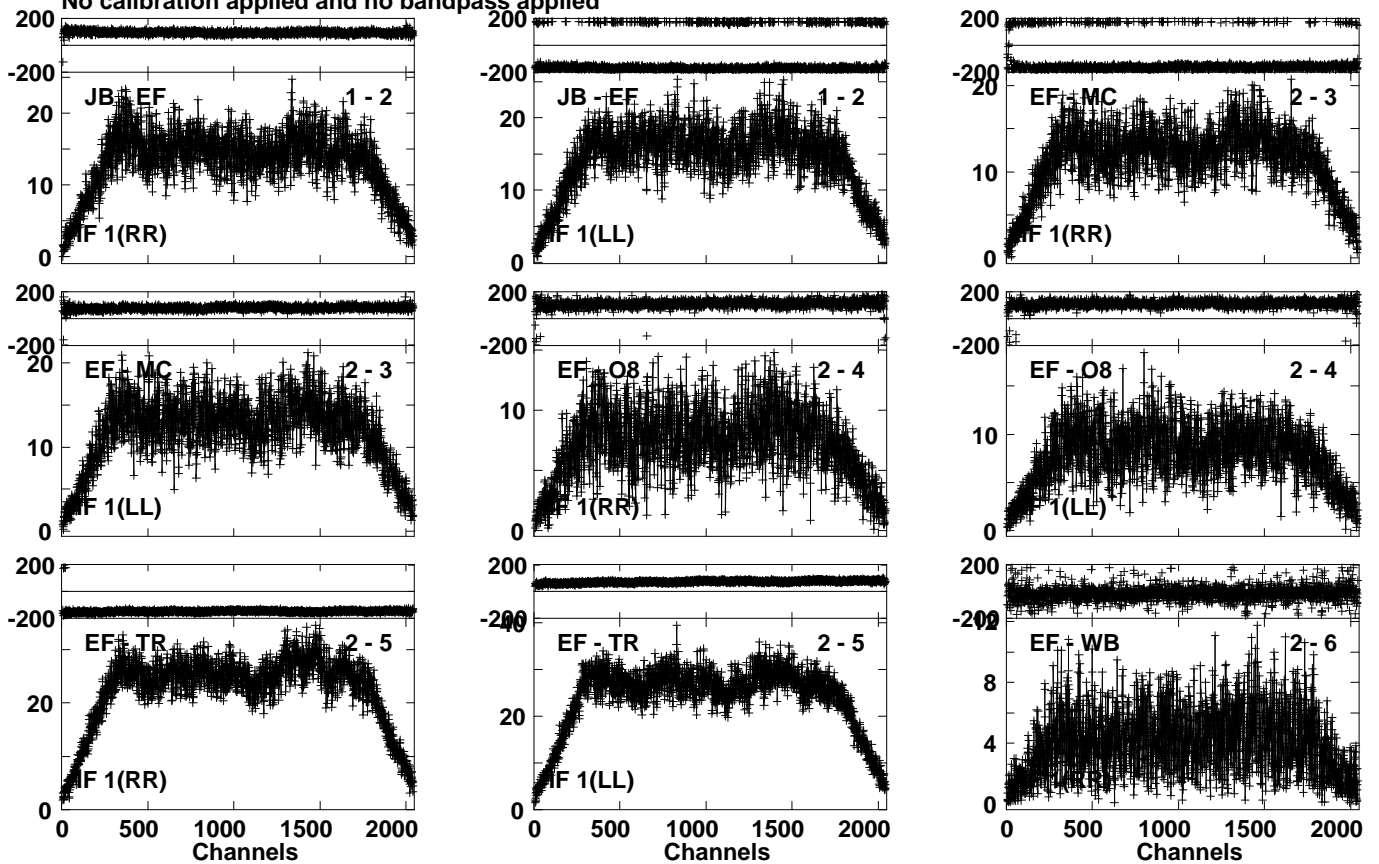 No calibration applied and no bandpass applied
200
-200
JB - EF 1 - 2
20
10
0
IF 1(RR)
200
-200
JB - EF 1 - 2
20
10
0
IF 1(LL)
200
-200
20
EF - MC 2 - 3
10
0
IF 1(RR)
200
-200
20
EF - MC 2 - 3
10
0
IF 1(LL)
200
-200
EF - O8 2 - 4
10
0
IF 1(RR)
200
-200
EF - O8 2 - 4
10
0
1(LL)
200
-200
EF - TR 2 - 5
20
0
IF 1(RR)
0 500 1000 1500 2000
Channels
200
-200
40
EF - TR 2 - 5
20
0
IF 1(LL)
0 500 1000 1500 2000
Channels
200
-200
12
EF - WB 2 - 6
8
4
0
(RR)
0 500 1000 1500 2000
Channels